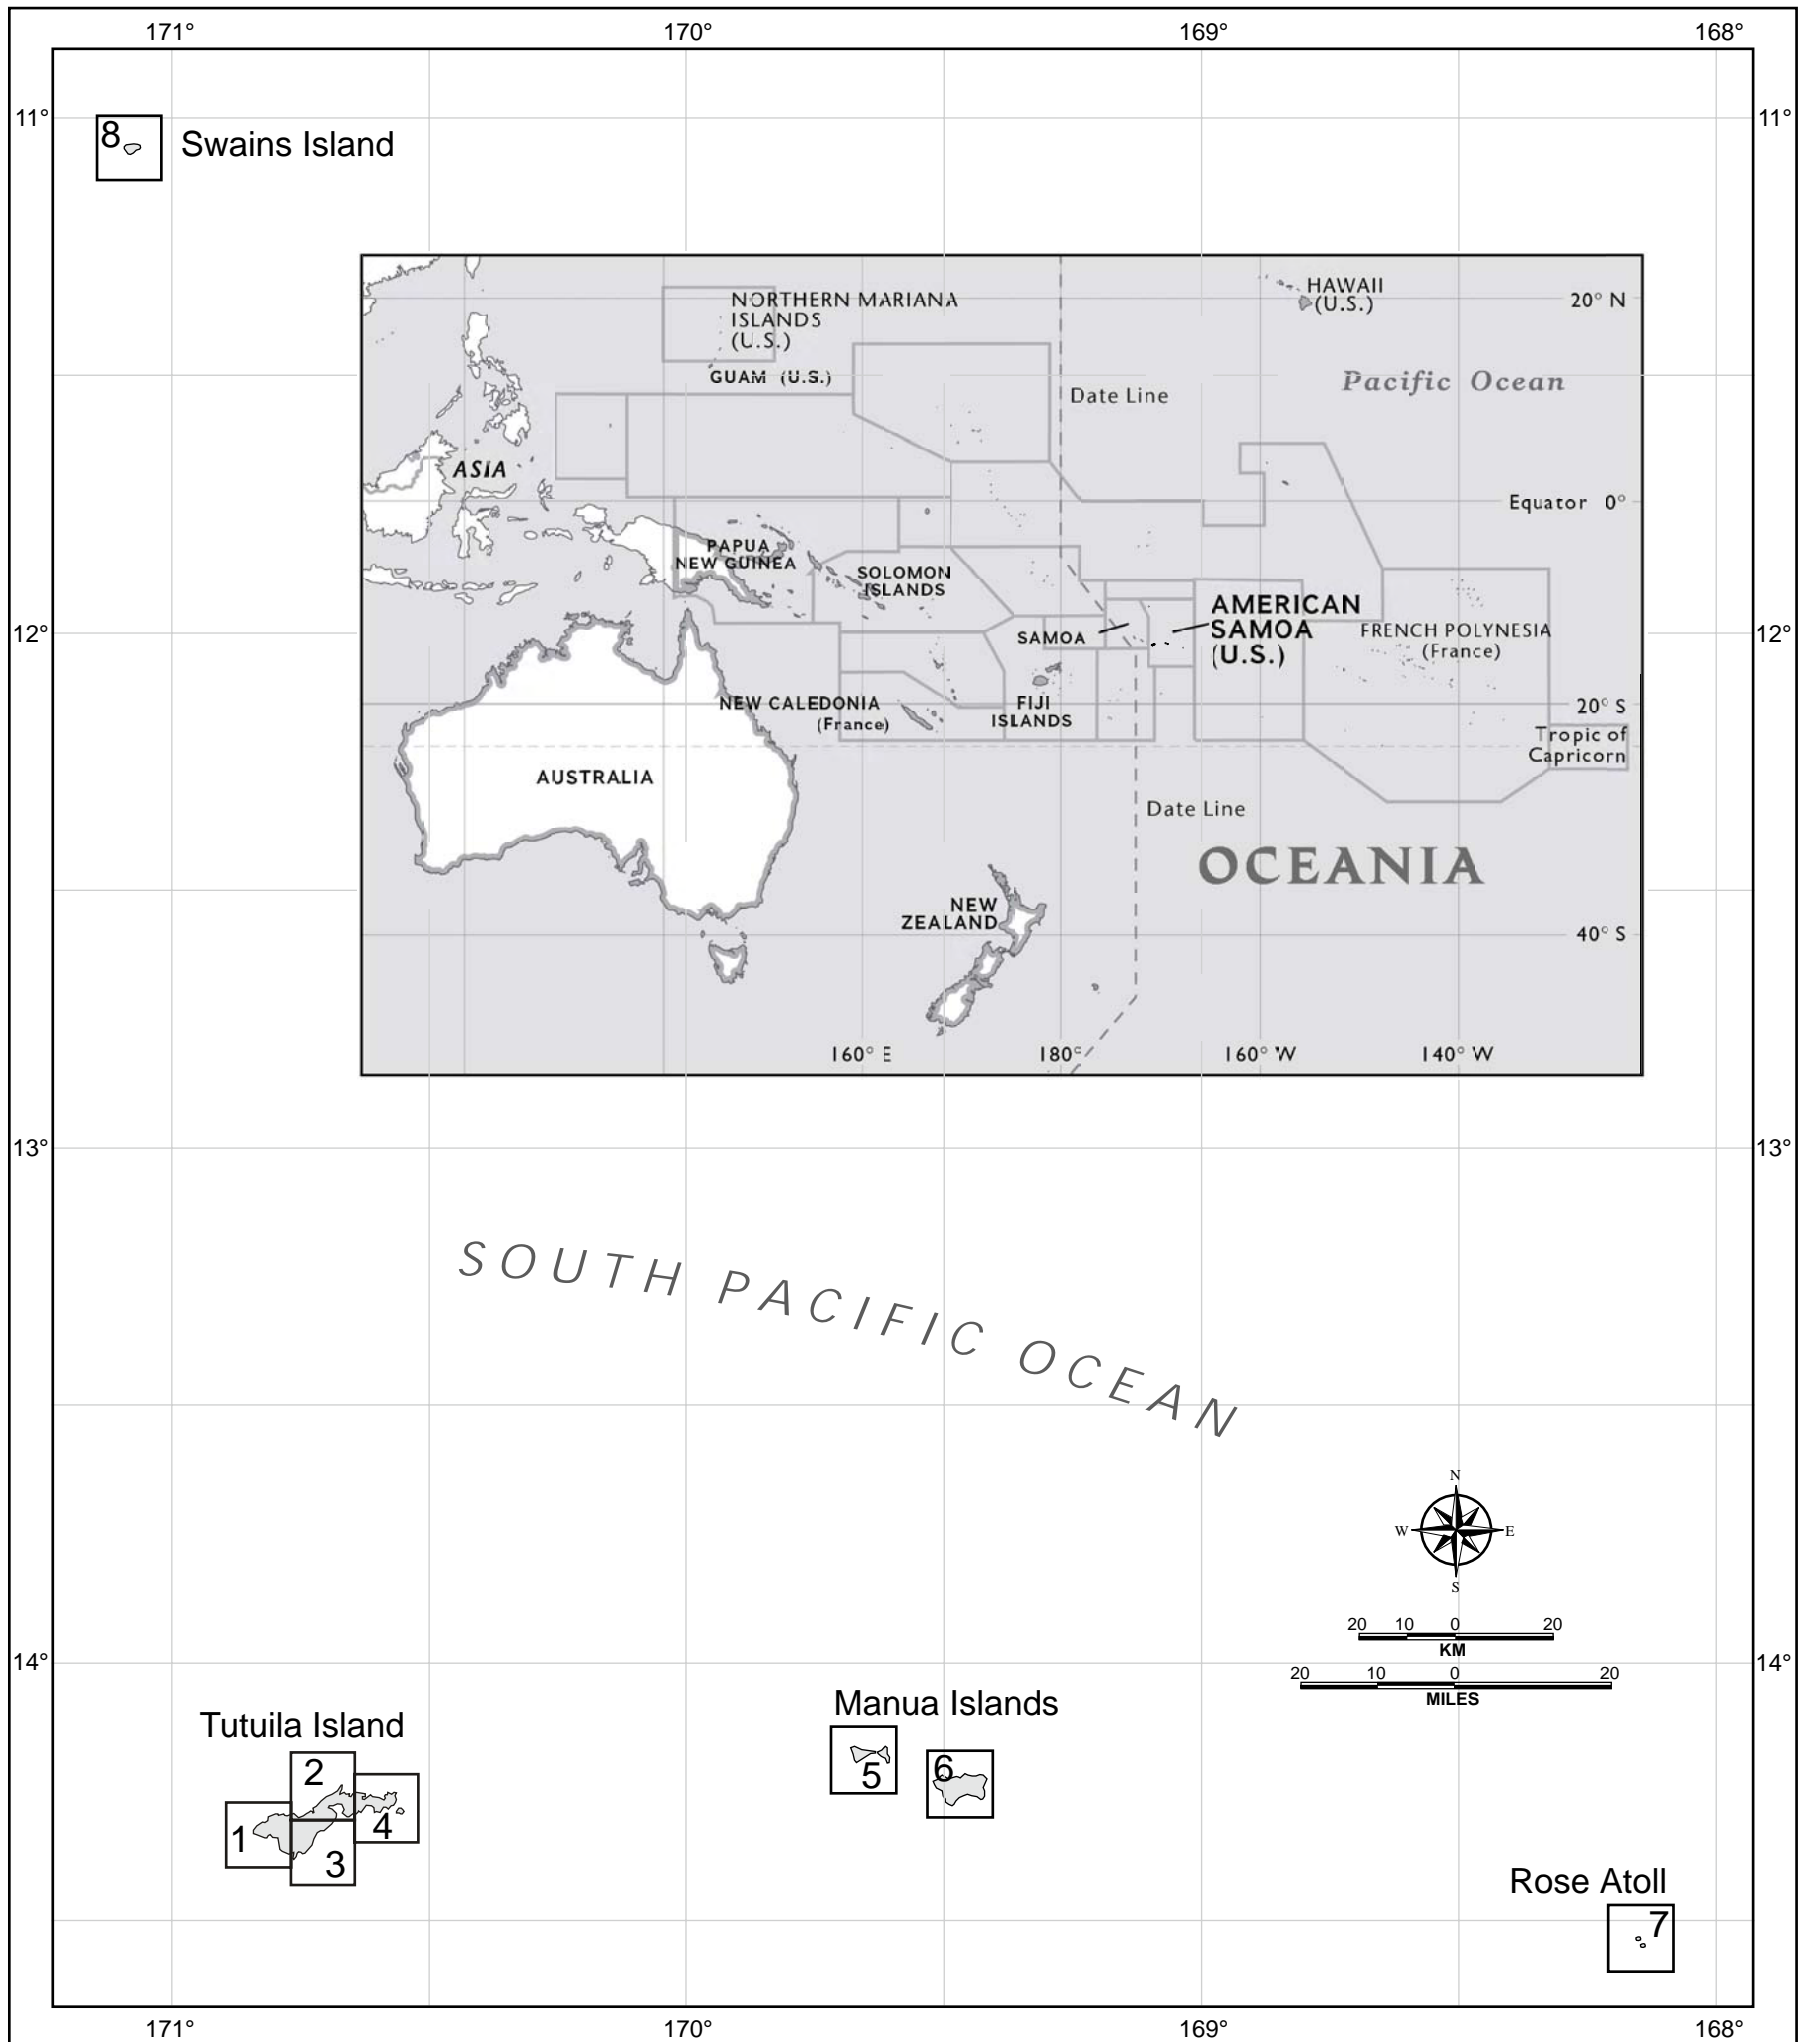 171° 170° 169° 168°
11° 11°
8 Swains Island
HAWAII
(U.S.)
20° N
NORTHERN MARIANA
ISLANDS
(U.S.)
GUAM (U.S.)
Pacific Ocean
Date Line
ASIA
Equator 0°
PAPUA
NEW GUINEA
SOLOMON
ISLANDS
AMERICAN
SAMOA
(U.S.)
SAMOA
FRENCH POLYNESIA
(France)
12° 12°
NEW CALEDONIA
(France)
FIJI
ISLANDS
20° S
Tropic of
Capricorn
AUSTRALIA
Date Line
OCEANIA
NEW
ZEALAND
40° S
160° E 180° 160° W 140° W
13° 13°
SOUTH PACIFIC OCEAN
N
W E
S
20 10 0 20
KM
14° 14°
20 10 0 20
MILES
Manua Islands
Tutuila Island
2
5
6
1
4
3
Rose Atoll
7
171° 170° 169° 168°